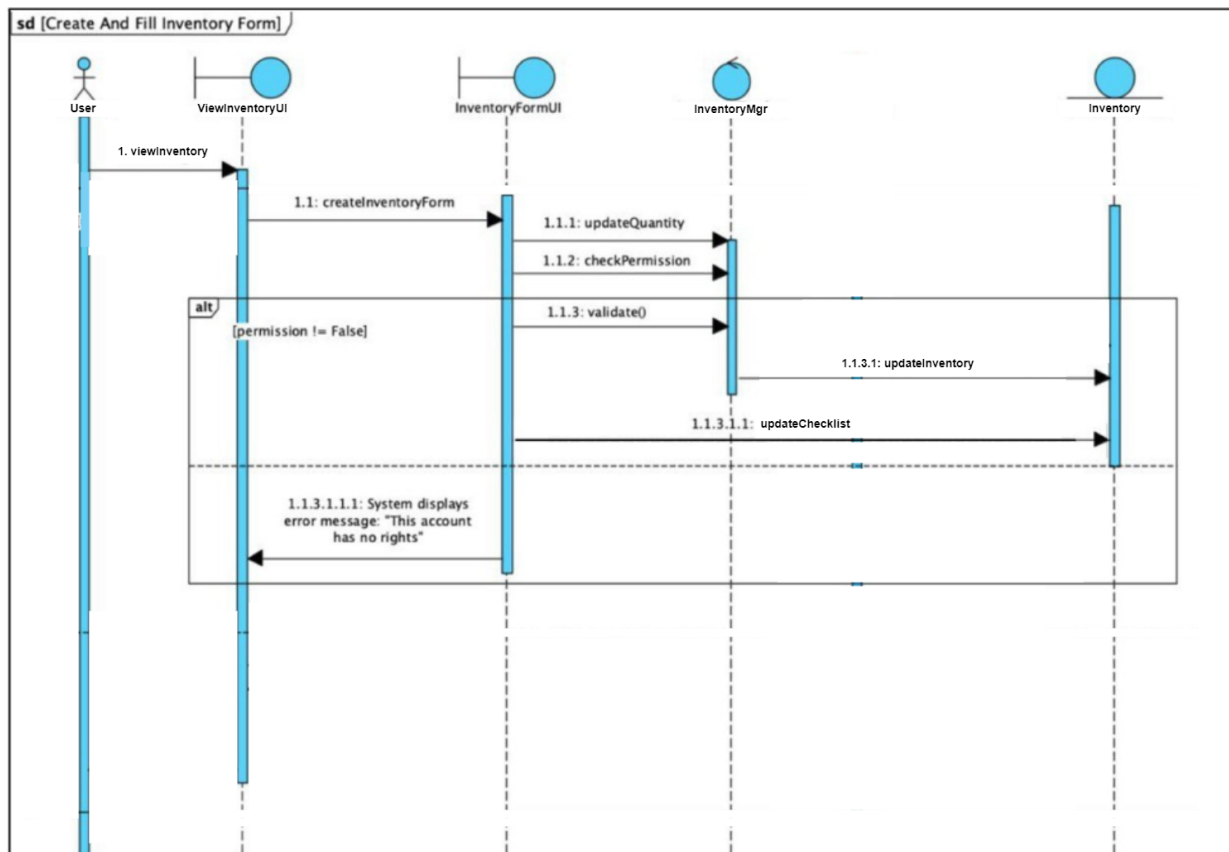 sd [Create And Fill Inventory Form]
User
ViewInventoryUI
InventoryFormUI
InventoryMgr
Inventory
1. viewInventory
1.1: createInventoryForm
1.1.1: updateQuantity
1.1.2: checkPermission
alt
1.1.3: validate()
[permission != False]
1.1.3.1: updateInventory
1.1.3.1.1: updateChecklist
1.1.3.1.1.1: System displays
error message: "This account
has no rights"